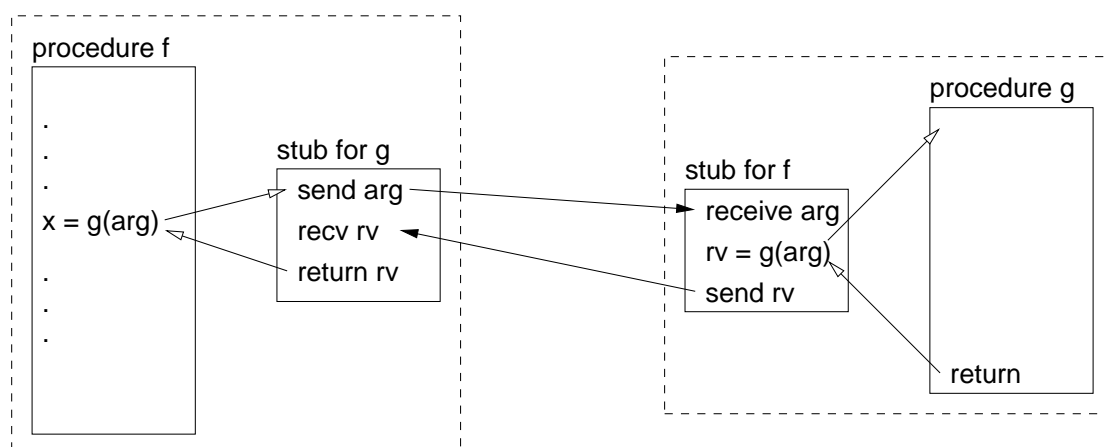 procedure f
.
.
.
x = g(arg)
.
.
.
stub for g
send arg
recv rv
return rv
stub for f
receive arg
rv = g(arg)
send rv
procedure g
return